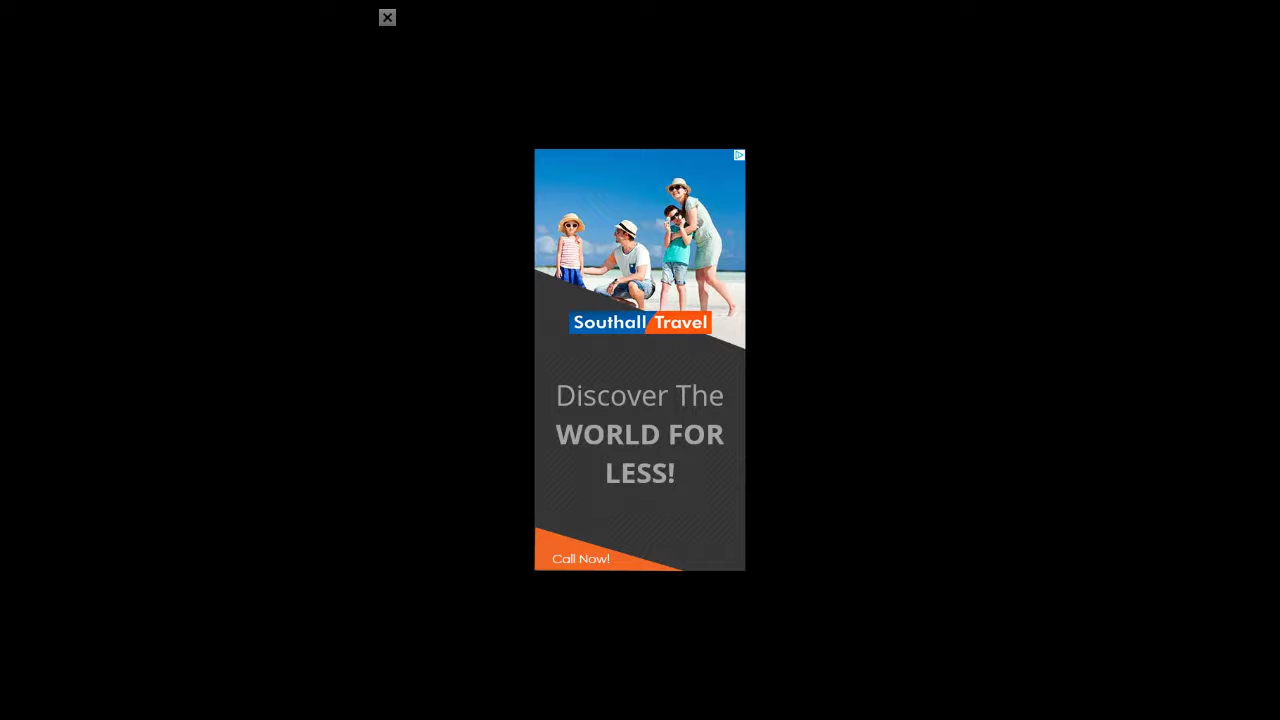 Southall Travel
Discover The
WORLD FOR
LESS!
Call Now!